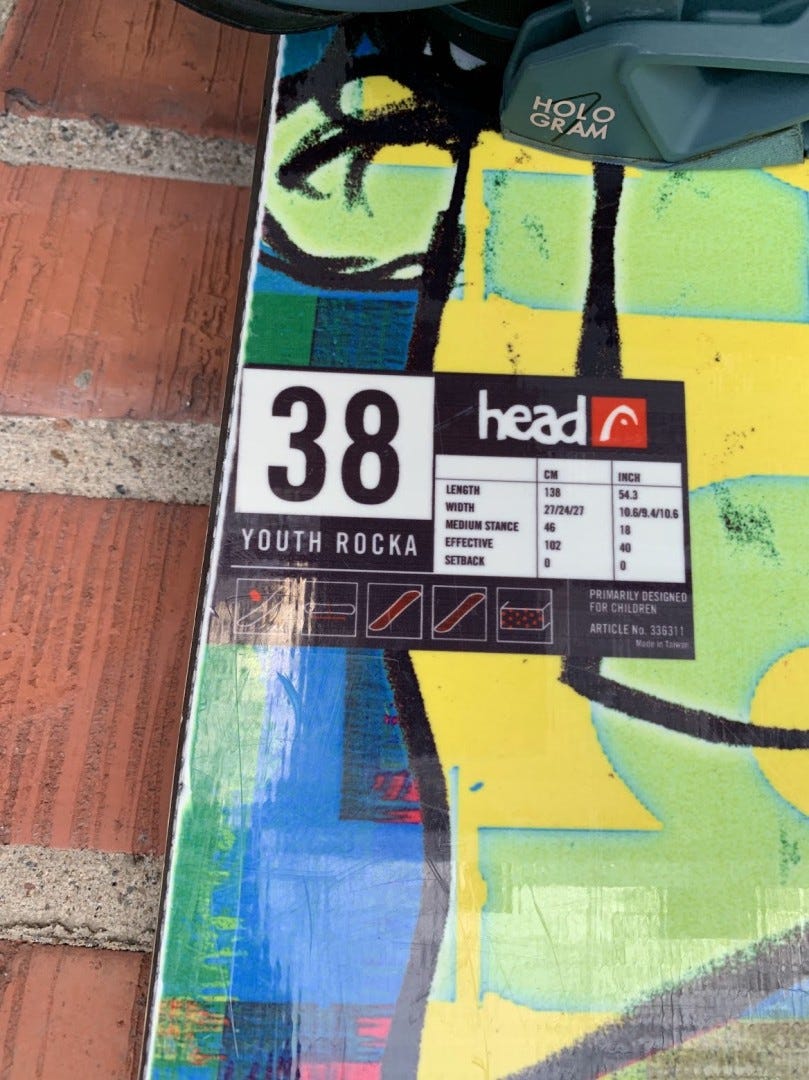 HOLO
GRAM
38
head
YOUTH ROCKA
CM INCH
LENGTH 138 54.3
WIDTH 27/24/27 10.6/9.4/10.6
MEDIUM STANCE 46 18
EFFECTIVE 102 40
SETBACK 0 0
PRIMARILY DESIGNED
FOR CHILDREN
ARTICLE No. 336311
Made in Taiwan